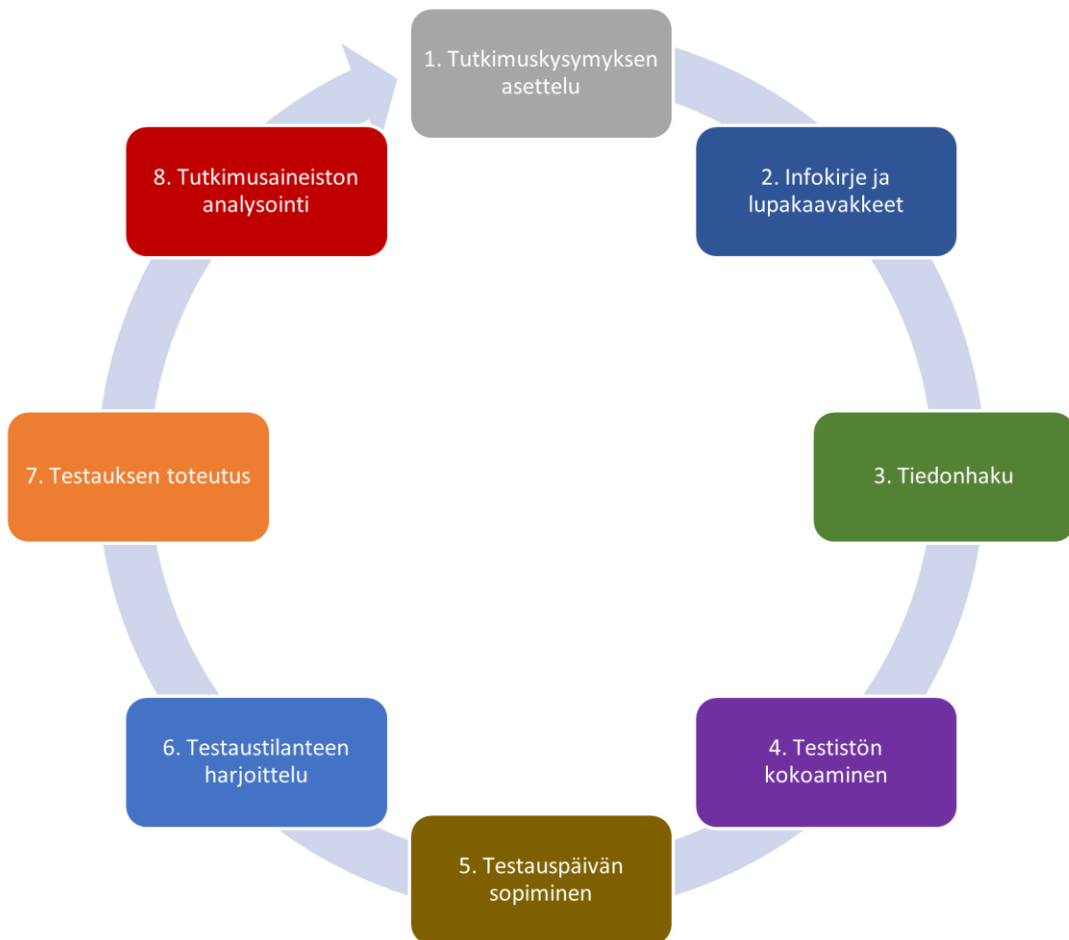 1. Tutkimuskysymyksen
asettelu
2. Infokirje ja
lupakaavakkeet
3. Tiedonhaku
4. Testistön
kokoaminen
5. Testauspäivän
sopiminen
6. Testaustilanteen
harjoittelu
7. Testauksen toteutus
8. Tutkimusaineiston
analysointi